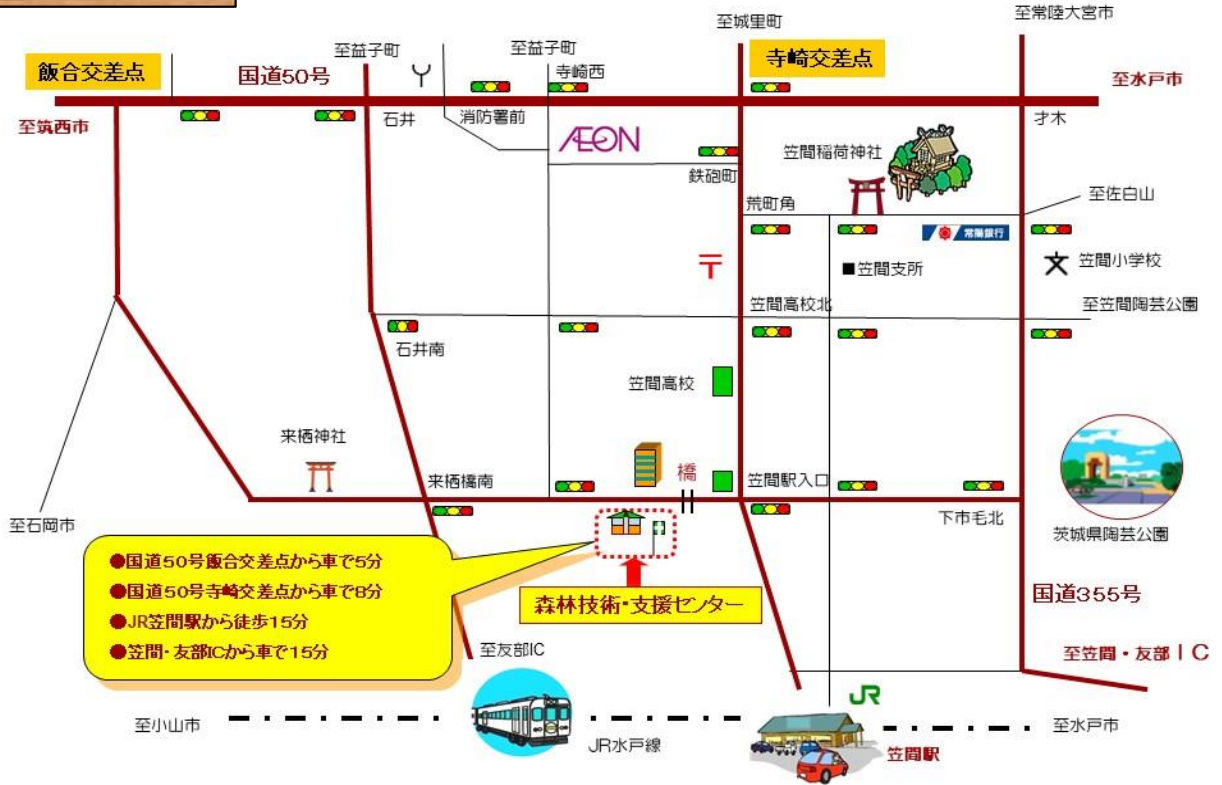 至常陸大宮市
至城里町
至益子町
至益子町
飯合交差点
国道50号
寺崎西
寺崎交差点
至水戸市
至筑西市
石井
消防署前
才木
ÆON
笠間稲荷神社
鉄砲町
至佐白山
荒町角
常陽銀行
〒
■笠間支所
文
笠間小学校
笠間高校北
至笠間陶芸公園
石井南
笠間高校
来栖神社
来栖橋南
橋
笠間駅入口
至石岡市
下市毛北
茨城県陶芸公園
●国道50号飯合交差点から車で5分
●国道50号寺崎交差点から車で8分
●JR笠間駅から徒歩15分
●笠間・友部ICから車で15分
森林技術・支援センター
国道355号
至友部IC
至笠間・友部IC
JR
至小山市
JR水戸線
笠間駅
至水戸市